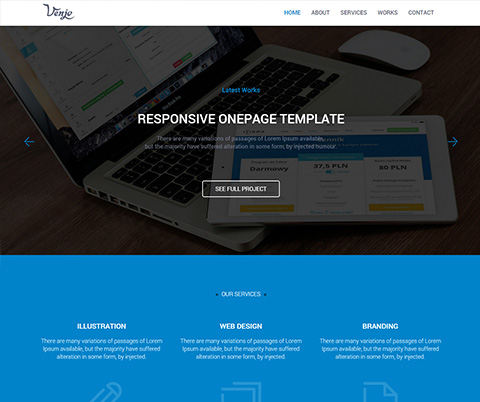 Venjo
HOME ABOUT SERVICES WORKS CONTACT
Latest Works
RESPONSIVE ONEPAGE TEMPLATE
There are many variations of passages of Lorem Ipsum availates,
but the majority have suffered alteration in some form, by injected humour.
37,5 PLN
80 PLN
Darmowy
SEE FULL PROJECT
OUR SERVICES
ILLUSTRATION
There are many variations of passages of Lorem
Ipsum available, but the majority have suffered
alteration in some form, by injected.
WEB DESIGN
There are many variations of passages of Lorem
Ipsum available, but the majority have suffered
alteration in some form, by injected.
BRANDING
There are many variations of passages of Lorem
Ipsum available, but the majority have suffered
alteration in some form, by injected.